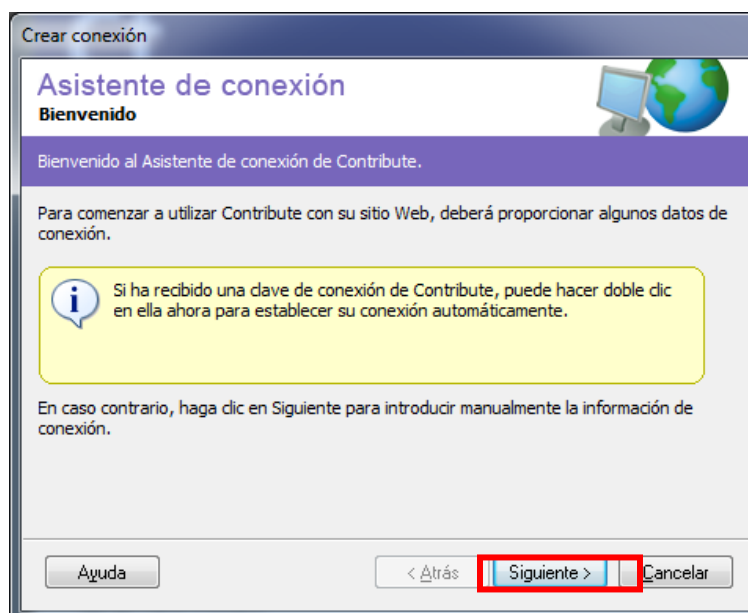 Crear conexión
Asistente de conexión
Bienvenido
Bienvenido al Asistente de conexión de Contribute.
Para comenzar a utilizar Contribute con su sitio Web, deberá proporcionar algunos datos de
conexión.
Si ha recibido una clave de conexión de Contribute, puede hacer doble clic
en ella ahora para establecer su conexión automáticamente.
En caso contrario, haga clic en Siguiente para introducir manualmente la información de
conexión.
Ayuda
< Atrás
Siguiente >
Cancelar